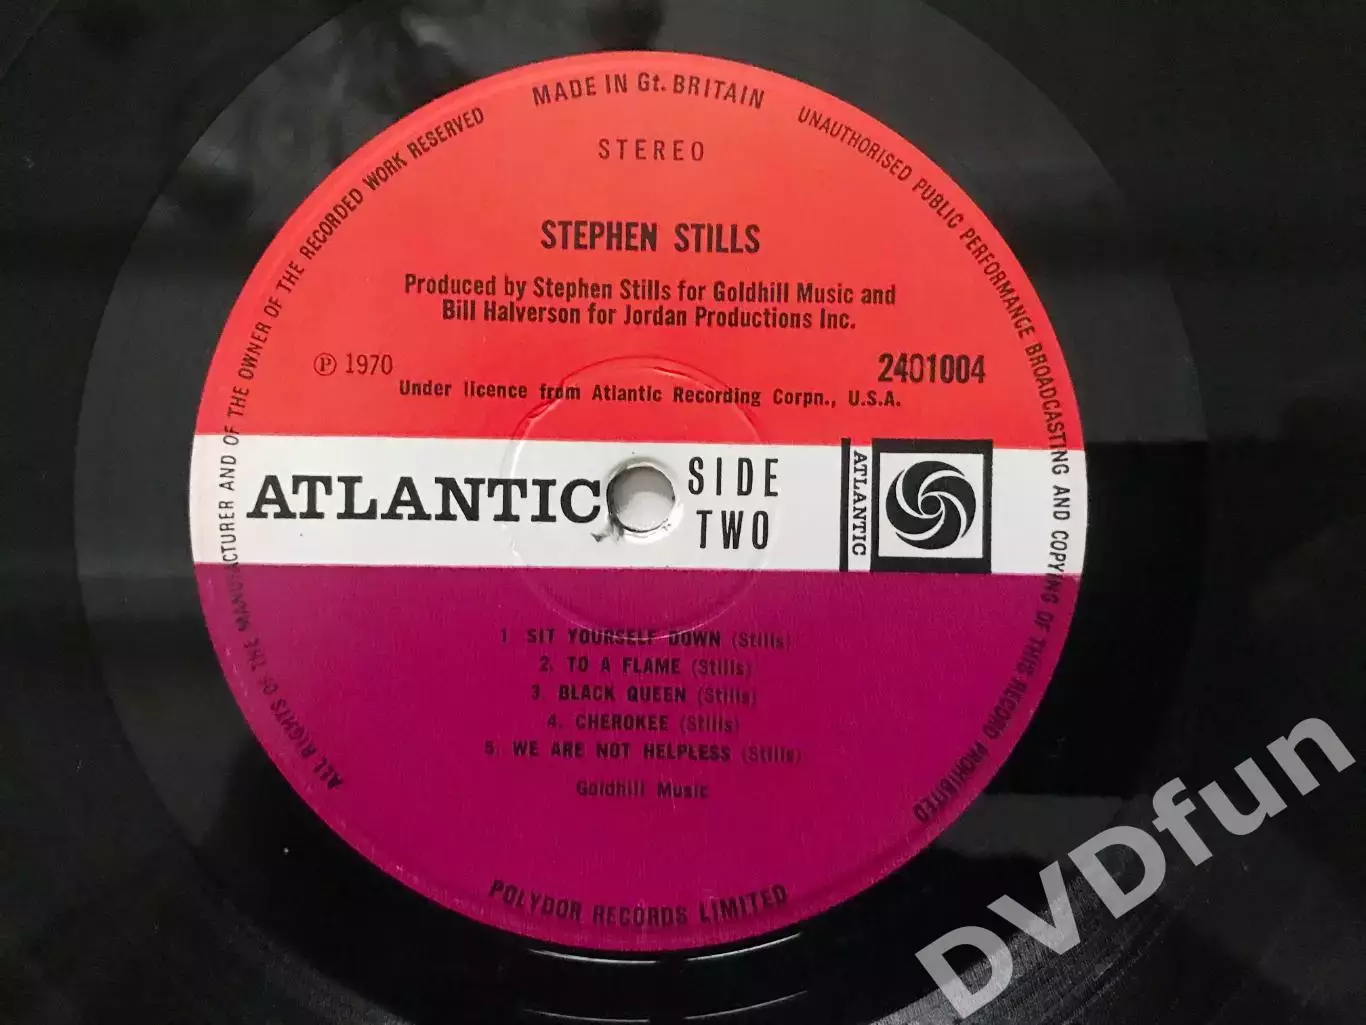 MADE IN Gt. BRITAIN
UNAUTHORISED PUBLIC PERFORMANCE BROADCASTING AND COPYING OF THIS RECORD PROHIBITED
ALL RIGHTS OF THE MANUFACTURER AND OF THE OWNER OF THE RECORDED WORK RESERVED
STEREO
STEPHEN STILLS
Produced by Stephen Stills for Goldhill Music and
Bill Halverson for Jordan Productions Inc.
℗ 1970
2401004
Under licence from Atlantic Recording Corpn., U.S.A.
ATLANTIC
SIDE
TWO
ATLANTIC
1 SIT YOURSELF DOWN (Stills)
2. TO A FLAME (Stills)
3. BLACK QUEEN (Stills)
4. CHEROKEE (Stills)
5. WE ARE NOT HELPLESS (Stills)
Goldhill Music
POLYDOR RECORDS LIMITED
DVDfun